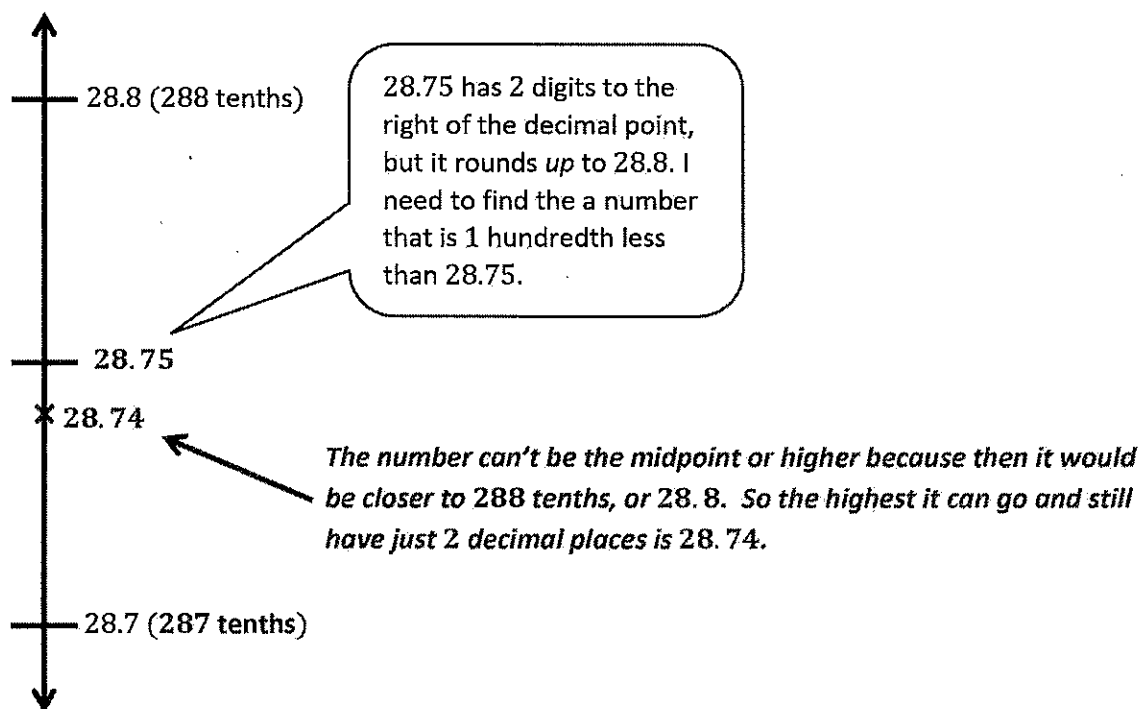 28.8 (288 tenths)
28.75 has 2 digits to the
right of the decimal point,
but it rounds up to 28.8. I
need to find the a number
that is 1 hundredth less
than 28.75.
28.75
28.74
The number can't be the midpoint or higher because then it would
be closer to 288 tenths, or 28.8. So the highest it can go and still
have just 2 decimal places is 28.74.
28.7 (287 tenths)